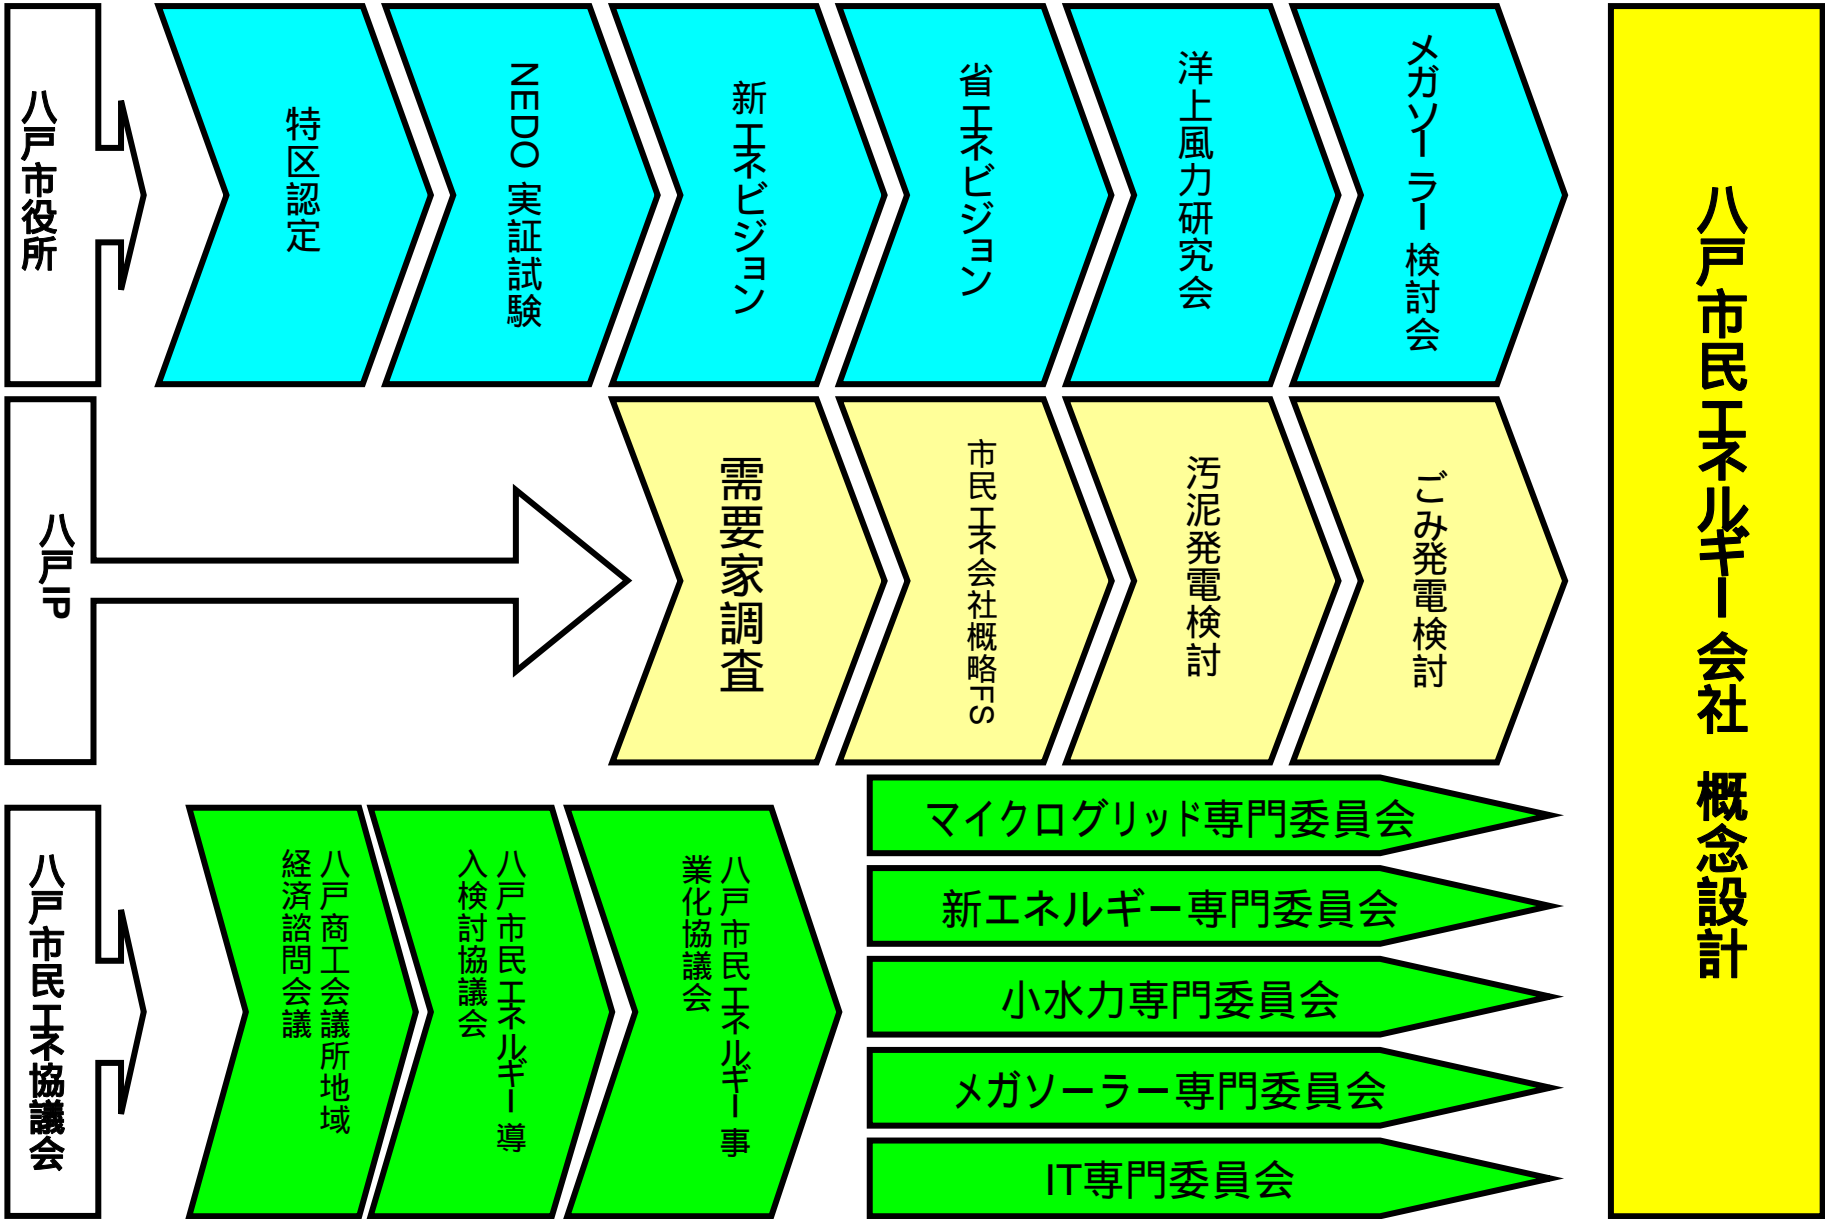 八戸市役所
特区認定
NEDO実証試験
新エネビジョン
省エネビジョン
洋上風力研究会
メガソーラー検討会
八戸IP
需要家調査
市民エネ会社概略FS
汚泥発電検討
ごみ発電検討
八戸市民エネ協議会
八戸商工会議所地域
経済諮問会議
八戸市民エネルギー導
入検討協議会
八戸市民エネルギー事
業化協議会
マイクログリッド専門委員会
新エネルギー専門委員会
小水力専門委員会
メガソーラー専門委員会
IT専門委員会
八戸市民エネルギー会社 概念設計